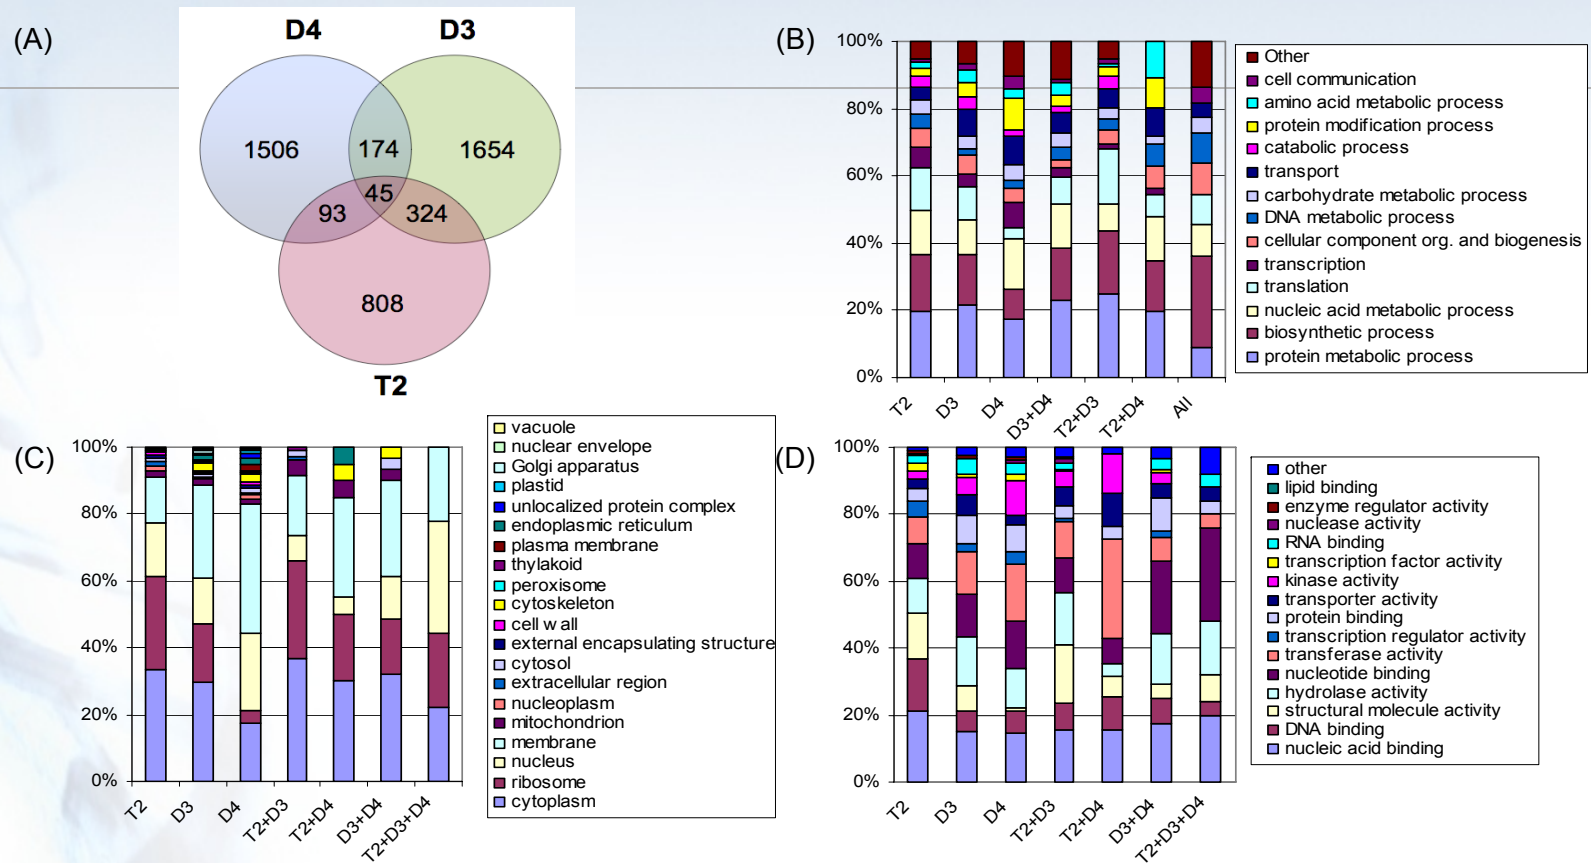 (A)
D4
D3
1506
174
1654
45
93
324
808
T2
(B)
100%
80%
60%
40%
20%
0%
T2
D3
D4
D3+D4
T2+D3
T2+D4
All
Other
cell communication
amino acid metabolic process
protein modification process
catabolic process
transport
carbohydrate metabolic process
DNA metabolic process
cellular component org. and biogenesis
transcription
translation
nucleic acid metabolic process
biosynthetic process
protein metabolic process
(C)
100%
80%
60%
40%
20%
0%
T2
D3
D4
T2+D3
T2+D4
D3+D4
T2+D3+D4
vacuole
nuclear envelope
Golgi apparatus
plastid
unlocalized protein complex
endoplasmic reticulum
plasma membrane
thylakoid
peroxisome
cytoskeleton
cell wall
external encapsulating structure
cytosol
extracellular region
nucleoplasm
mitochondrion
membrane
nucleus
ribosome
cytoplasm
(D)
100%
80%
60%
40%
20%
0%
T2
D3
D4
T2+D3
T2+D4
D3+D4
T2+D3+D4
other
lipid binding
enzyme regulator activity
nuclease activity
RNA binding
transcription factor activity
kinase activity
transporter activity
protein binding
transcription regulator activity
transferase activity
nucleotide binding
hydrolase activity
structural molecule activity
DNA binding
nucleic acid binding